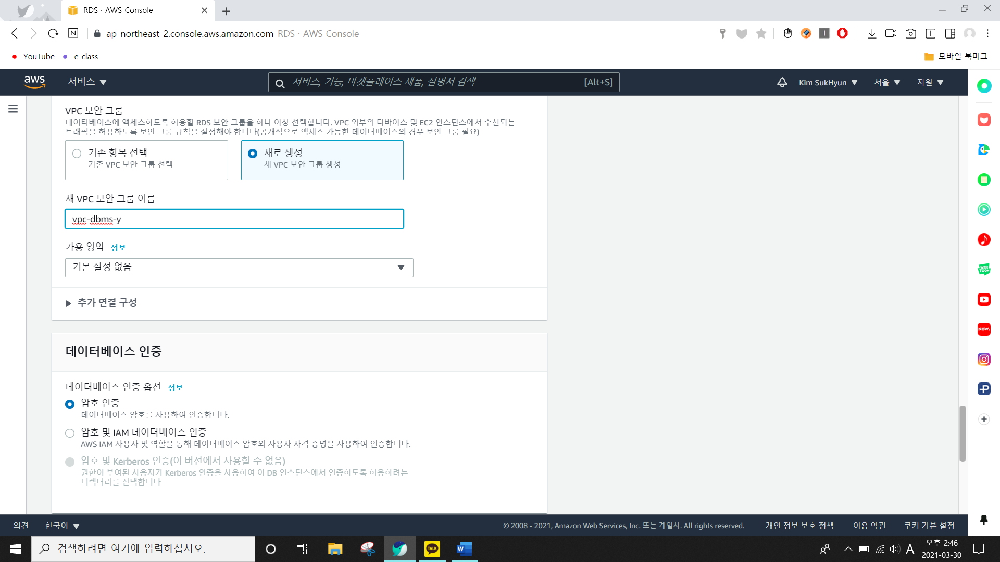 RDS · AWS Console
ap-northeast-2.console.aws.amazon.com RDS · AWS Console
YouTube e-class 모바일 북마크
aws 서비스 서비스, 기능, 마켓플레이스 제품, 설명서 검색 [Alt+S] Kim SukHyun 서울 지원
VPC 보안 그룹
데이터베이스에 액세스하도록 허용할 RDS 보안 그룹을 하나 이상 선택합니다. VPC 외부의 디바이스 및 EC2 인스턴스에서 수신되는
트래픽을 허용하도록 보안 그룹 규칙을 설정해야 합니다(공개적으로 액세스 가능한 데이터베이스의 경우 보안 그룹 필요)
기존 항목 선택
기존 VPC 보안 그룹 선택
새로 생성
새 VPC 보안 그룹 생성
새 VPC 보안 그룹 이름
vpc-dbms-y
가용 영역 정보
기본 설정 없음
추가 연결 구성
데이터베이스 인증
데이터베이스 인증 옵션 정보
암호 인증
데이터베이스 암호를 사용하여 인증합니다.
암호 및 IAM 데이터베이스 인증
AWS IAM 사용자 및 역할을 통해 데이터베이스 암호와 사용자 자격 증명을 사용하여 인증합니다.
암호 및 Kerberos 인증(이 버전에서 사용할 수 없음)
권한이 부여된 사용자가 Kerberos 인증을 사용하여 이 DB 인스턴스에서 인증하도록 허용하려는
디렉터리를 선택합니다
WEB
TOON
NOW.
의견 한국어 © 2008 - 2021, Amazon Web Services, Inc. 또는 계열사. All rights reserved. 개인 정보 보호 정책 이용 약관 쿠키 기본 설정
검색하려면 여기에 입력하십시오.
TALK
W
A
오후 2:46
2021-03-30